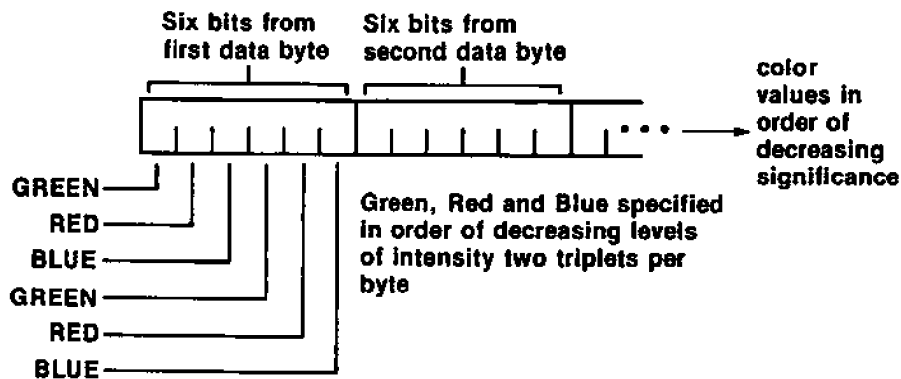 Six bits from
first data byte
Six bits from
second data byte
color
values in
order of
decreasing
significance
GREEN
RED
BLUE
GREEN
RED
BLUE
Green, Red and Blue specified
in order of decreasing levels
of intensity two triplets per
byte